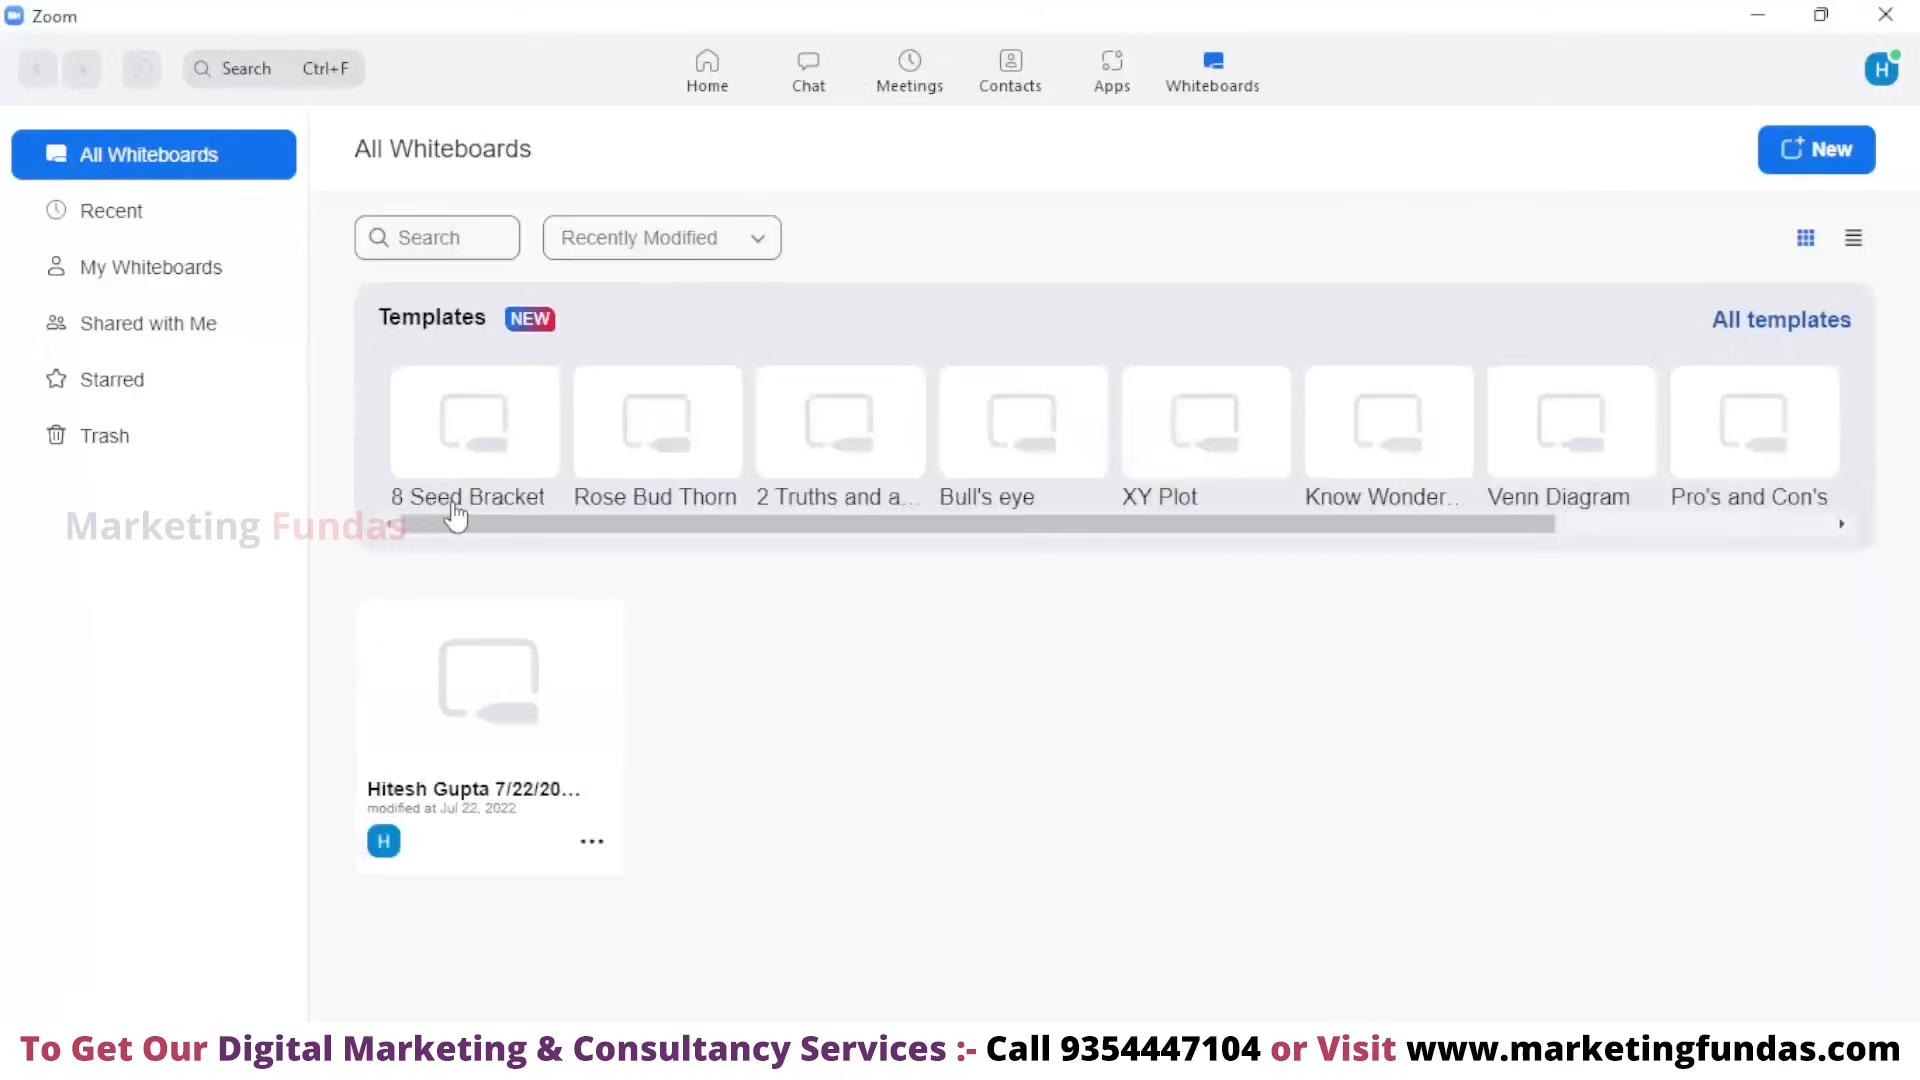 Zoom
Search Ctrl+F
Home
Chat
Meetings
Contacts
Apps
Whiteboards
H
All Whiteboards
Recent
My Whiteboards
Shared with Me
Starred
Trash
All Whiteboards
New
Search
Recently Modified
Templates NEW
All templates
8 Seed Bracket
Rose Bud Thorn
2 Truths and a...
Bull's eye
XY Plot
Know Wonder..
Venn Diagram
Pro's and Con's
Marketing Fundas
Hitesh Gupta 7/22/20...
modified at Jul 22, 2022
H
To Get Our Digital Marketing & Consultancy Services :- Call 9354447104 or Visit www.marketingfundas.com